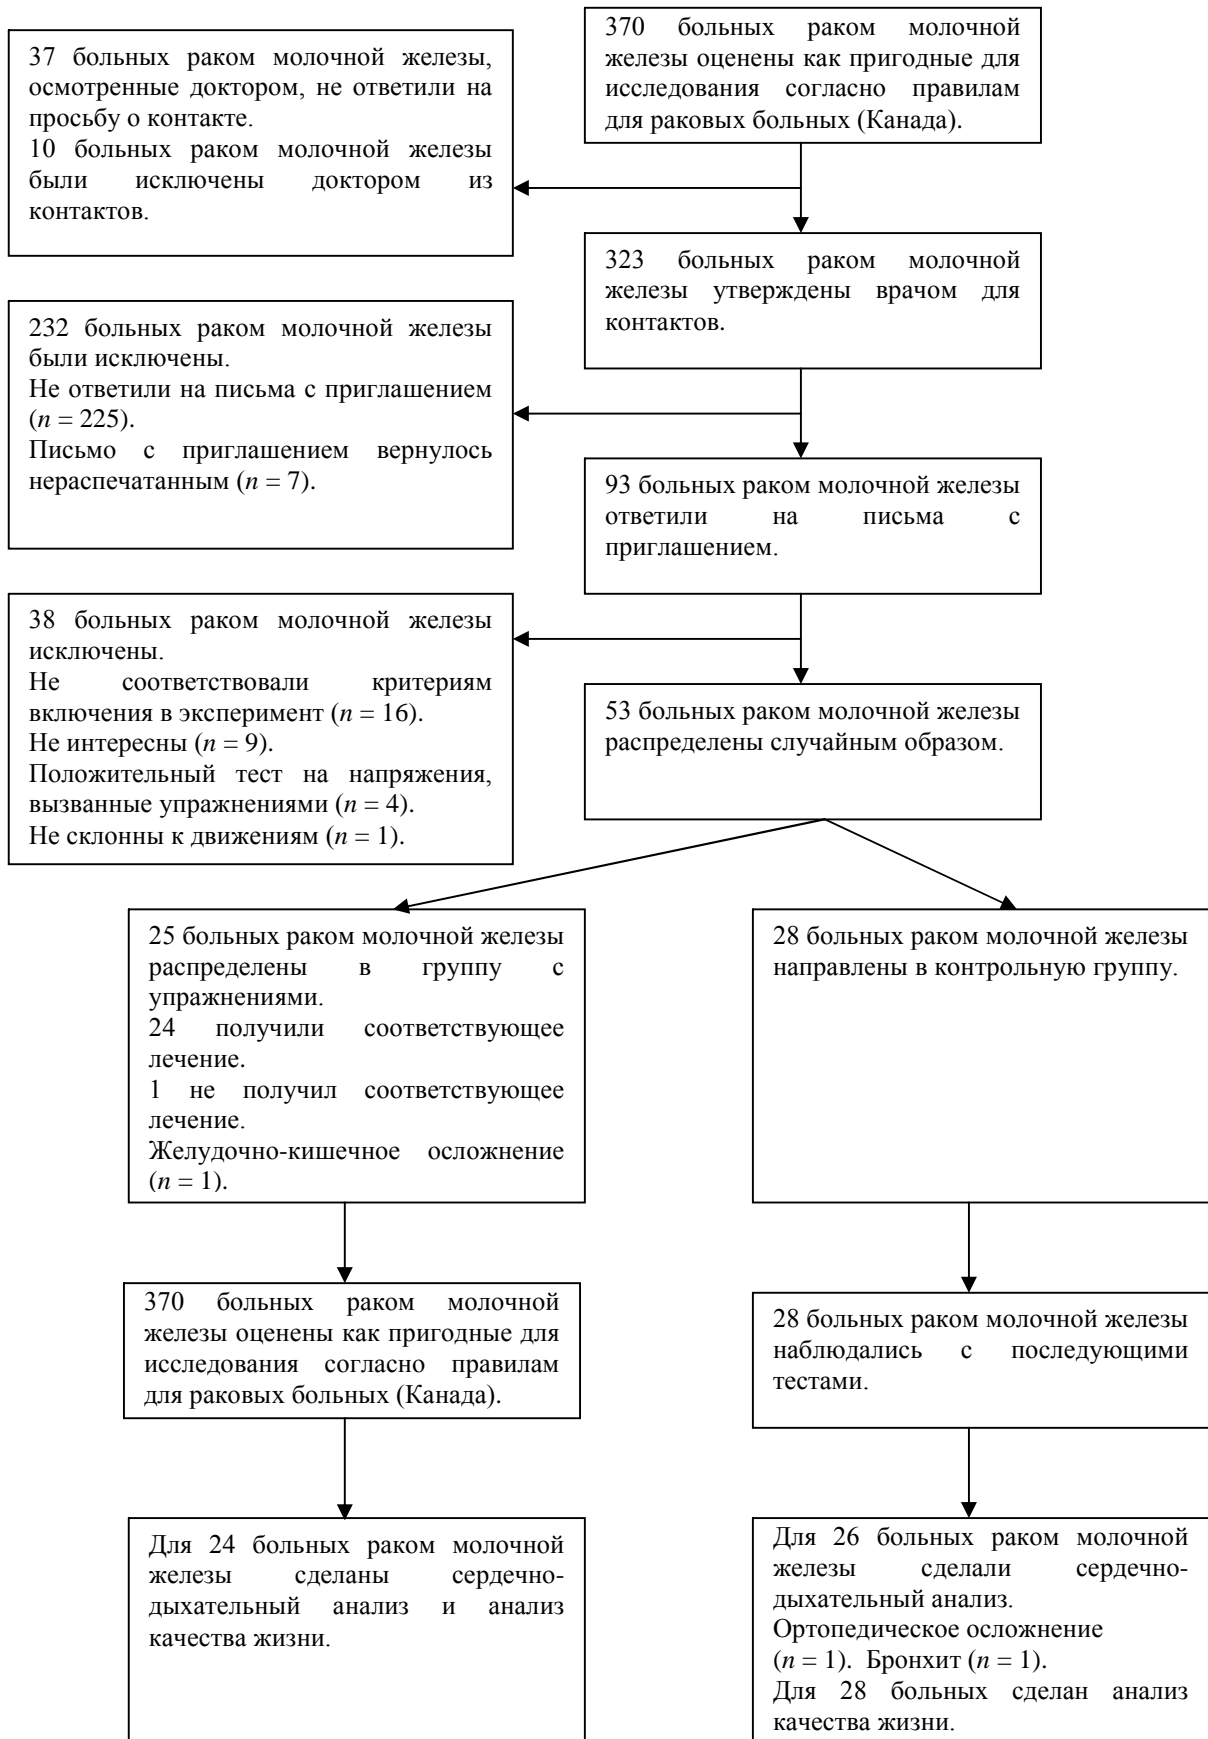 370 больных раком молочной
железы оценены как пригодные для
исследования согласно правилам
для раковых больных (Канада).
37 больных раком молочной железы,
осмотренные доктором, не ответили на
просьбу о контакте.
10 больных раком молочной железы
были исключены доктором из
контактов.
323 больных раком молочной
железы утверждены врачом для
контактов.
232 больных раком молочной железы
были исключены.
Не ответили на письма с приглашением
(n = 225).
Письмо с приглашением вернулось
нераспечатанным (n = 7).
93 больных раком молочной железы
ответили на письма с
приглашением.
38 больных раком молочной железы
исключены.
Не соответствовали критериям
включения в эксперимент (n = 16).
Не интересны (n = 9).
Положительный тест на напряжения,
вызванные упражнениями (n = 4).
Не склонны к движениям (n = 1).
53 больных раком молочной железы
распределены случайным образом.
25 больных раком молочной железы
распределены в группу с
упражнениями.
24 получили соответствующее
лечение.
1 не получил соответствующее
лечение.
Желудочно-кишечное осложнение
(n = 1).
28 больных раком молочной железы
направлены в контрольную группу.
370 больных раком молочной
железы оценены как пригодные для
исследования согласно правилам
для раковых больных (Канада).
28 больных раком молочной железы
наблюдались с последующими
тестами.
Для 24 больных раком молочной
железы сделаны сердечно-
дыхательный анализ и анализ
качества жизни.
Для 26 больных раком молочной
железы сделали сердечно-
дыхательный анализ.
Ортопедическое осложнение
(n = 1). Бронхит (n = 1).
Для 28 больных сделан анализ
качества жизни.